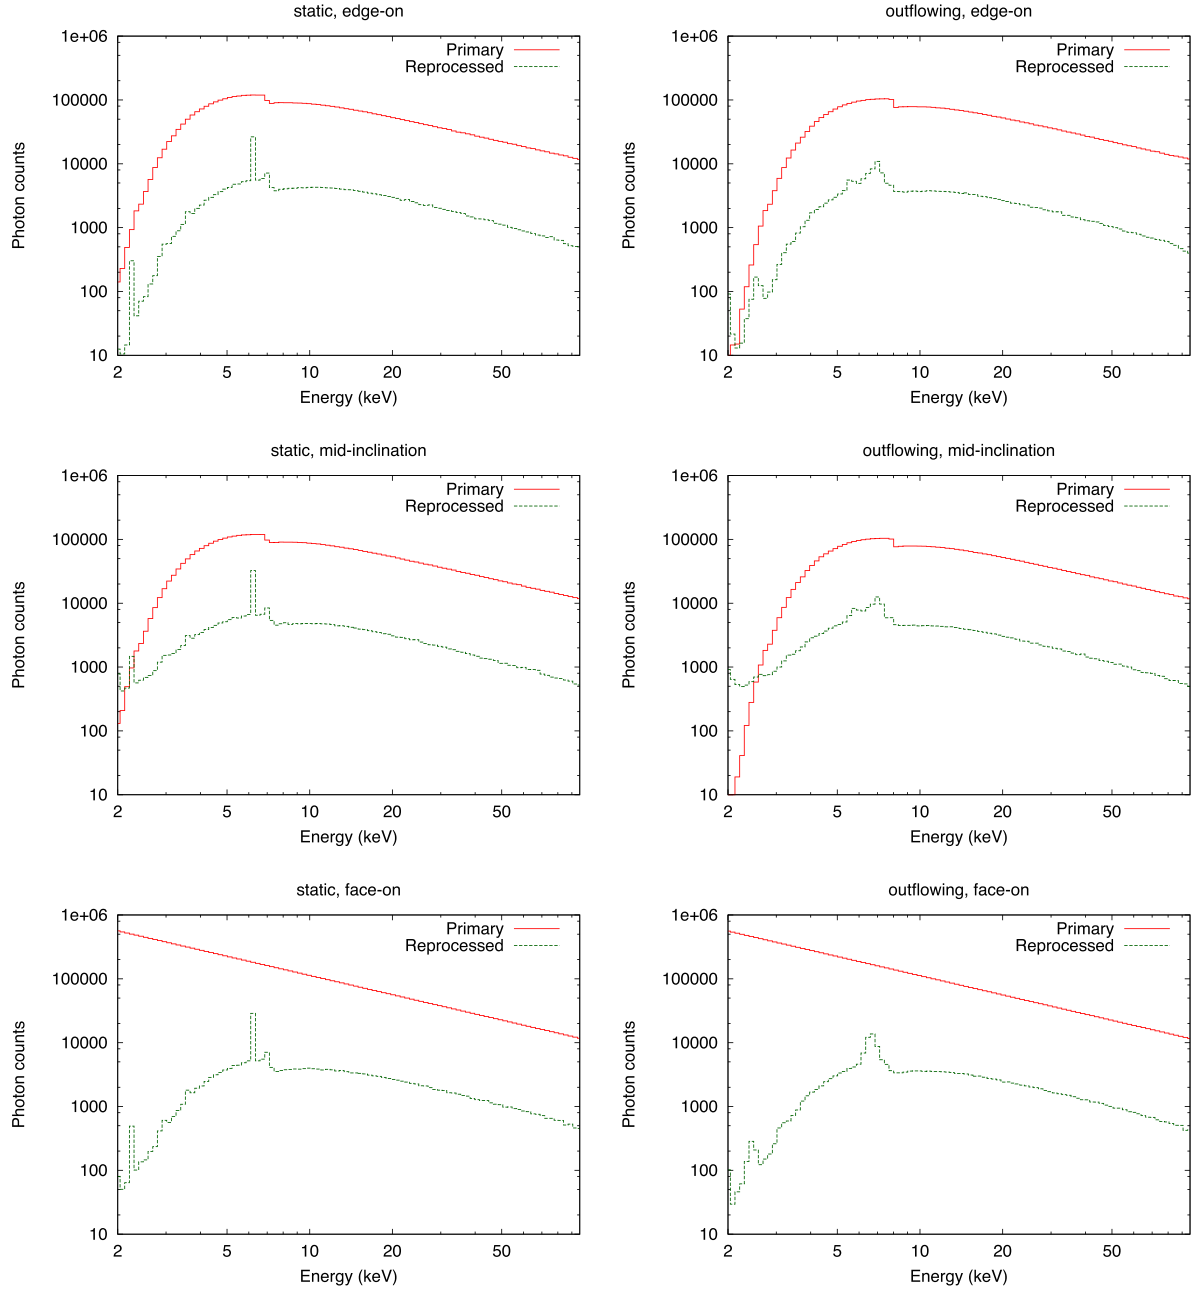 static, edge-on
1e+06
100000
10000
1000
100
10
Photon counts
Primary
Reprocessed
2 5 10 20 50
Energy (keV)
outflowing, edge-on
1e+06
100000
10000
1000
100
10
Photon counts
Primary
Reprocessed
2 5 10 20 50
Energy (keV)
static, mid-inclination
1e+06
100000
10000
1000
100
10
Photon counts
Primary
Reprocessed
2 5 10 20 50
Energy (keV)
outflowing, mid-inclination
1e+06
100000
10000
1000
100
10
Photon counts
Primary
Reprocessed
2 5 10 20 50
Energy (keV)
static, face-on
1e+06
100000
10000
1000
100
10
Photon counts
Primary
Reprocessed
2 5 10 20 50
Energy (keV)
outflowing, face-on
1e+06
100000
10000
1000
100
10
Photon counts
Primary
Reprocessed
2 5 10 20 50
Energy (keV)